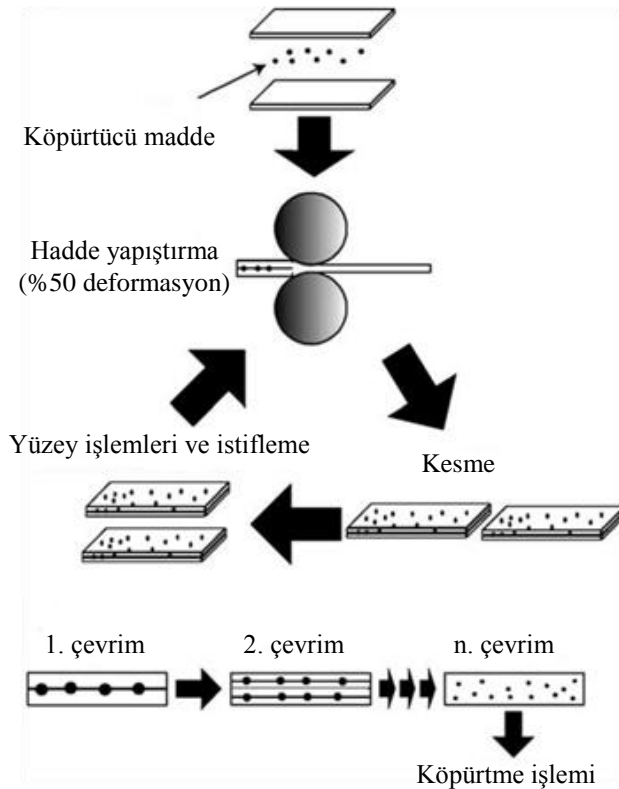 Köpürtücü madde
Hadde yapıştırma
(%50 deformasyon)
Yüzey işlemleri ve istifleme
Kesme
1. çevrim
2. çevrim
n. çevrim
Köpürtme işlemi